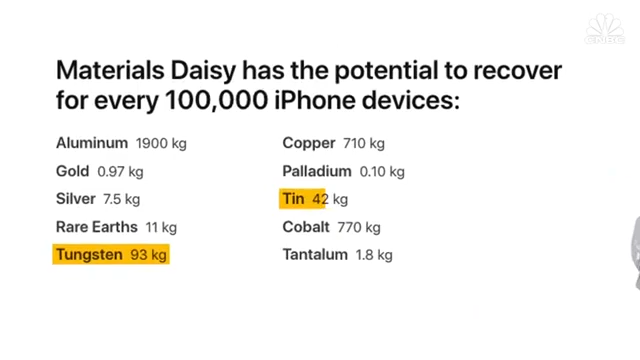 CNBC
Materials Daisy has the potential to recover
for every 100,000 iPhone devices:
Aluminum 1900 kg
Gold 0.97 kg
Silver 7.5 kg
Rare Earths 11 kg
Tungsten 93 kg
Copper 710 kg
Palladium 0.10 kg
Tin 42 kg
Cobalt 770 kg
Tantalum 1.8 kg